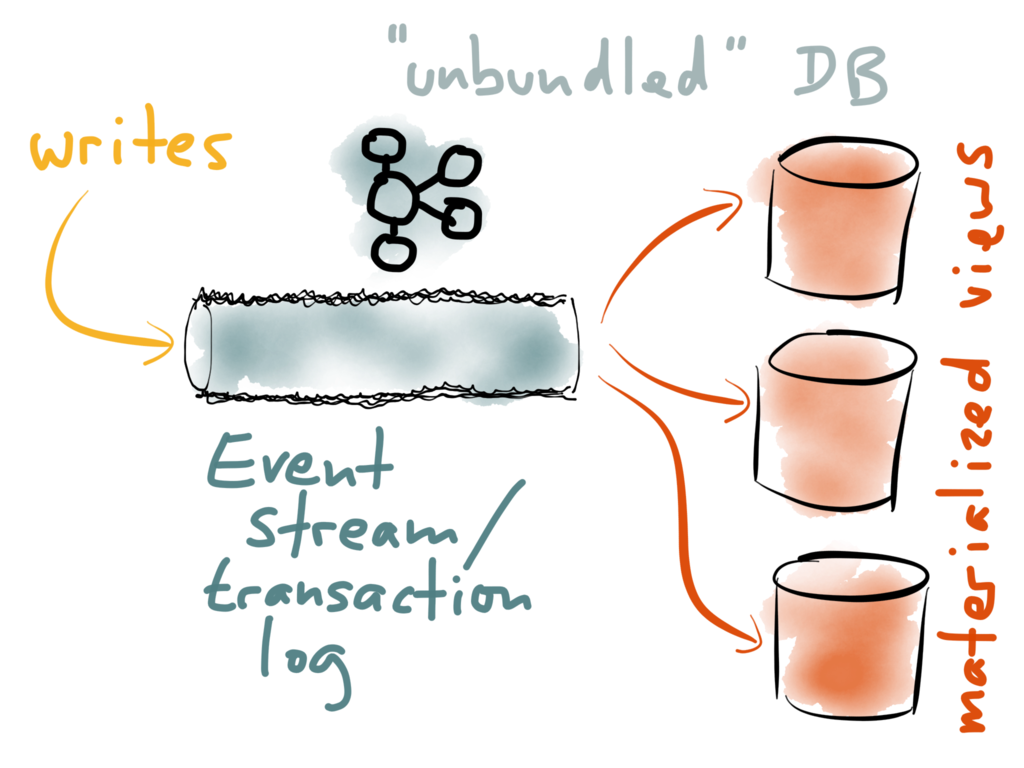 "unbundled" DB
writes
Event
stream/
transaction
log
materialized views